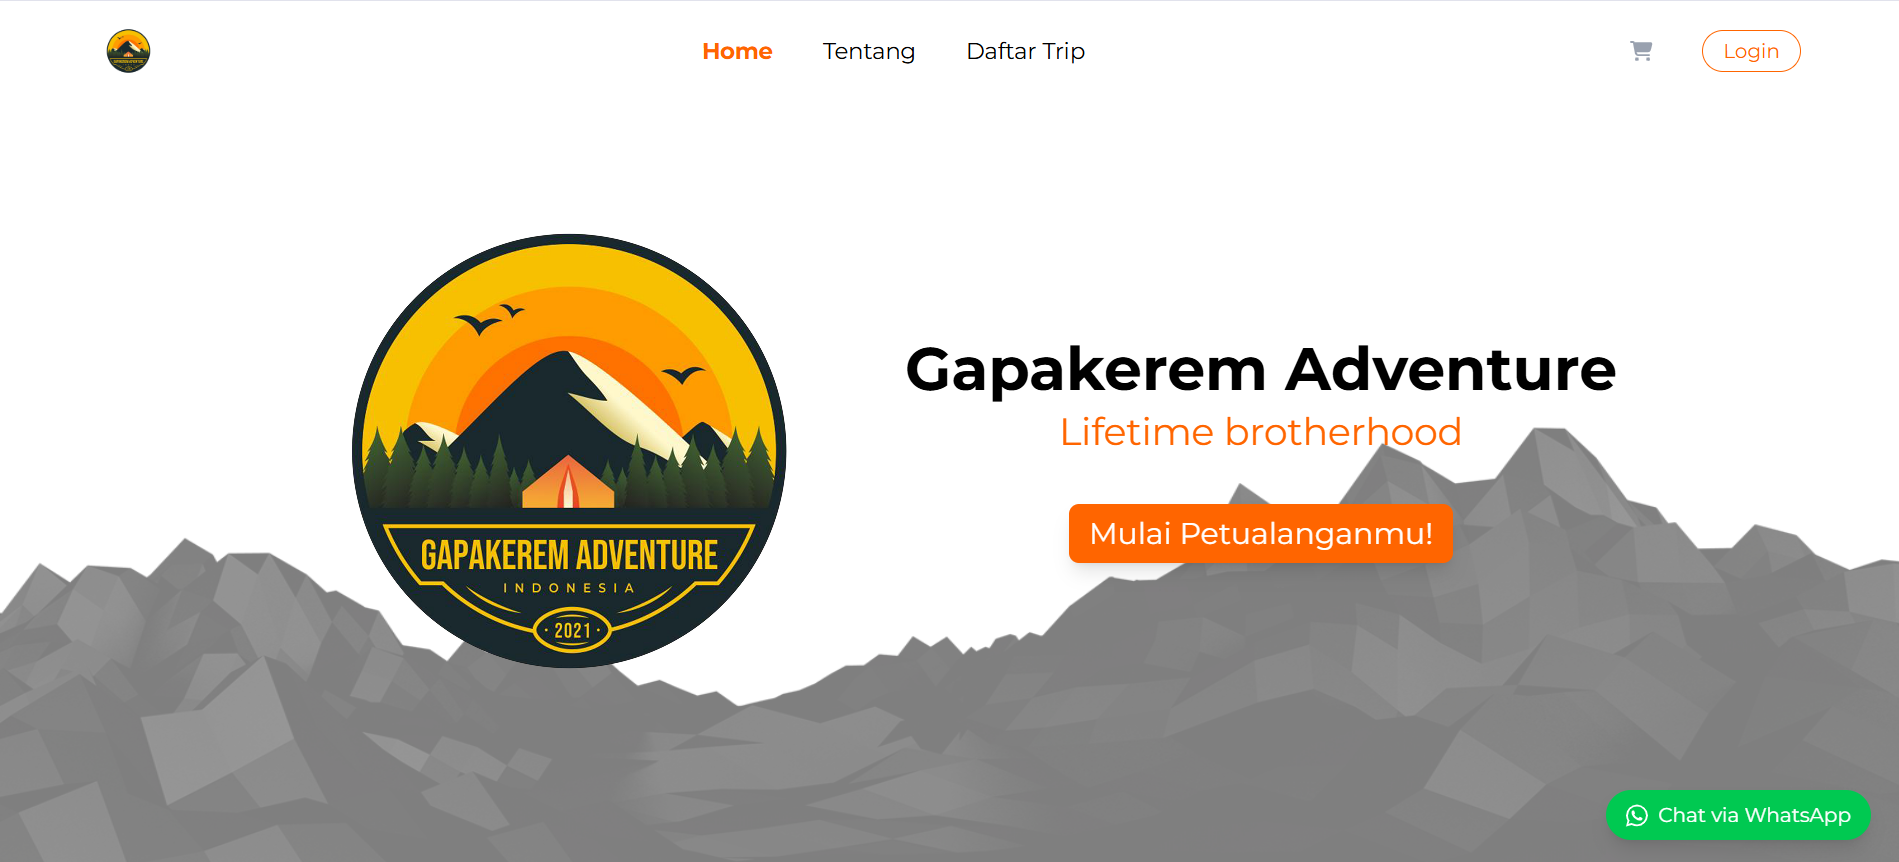 Home
Tentang
Daftar Trip
Login
GAPAKEREM ADVENTURE
INDONESIA
· 2021 ·
Gapakerem Adventure
Lifetime brotherhood
Mulai Petualanganmu!
Chat via WhatsApp